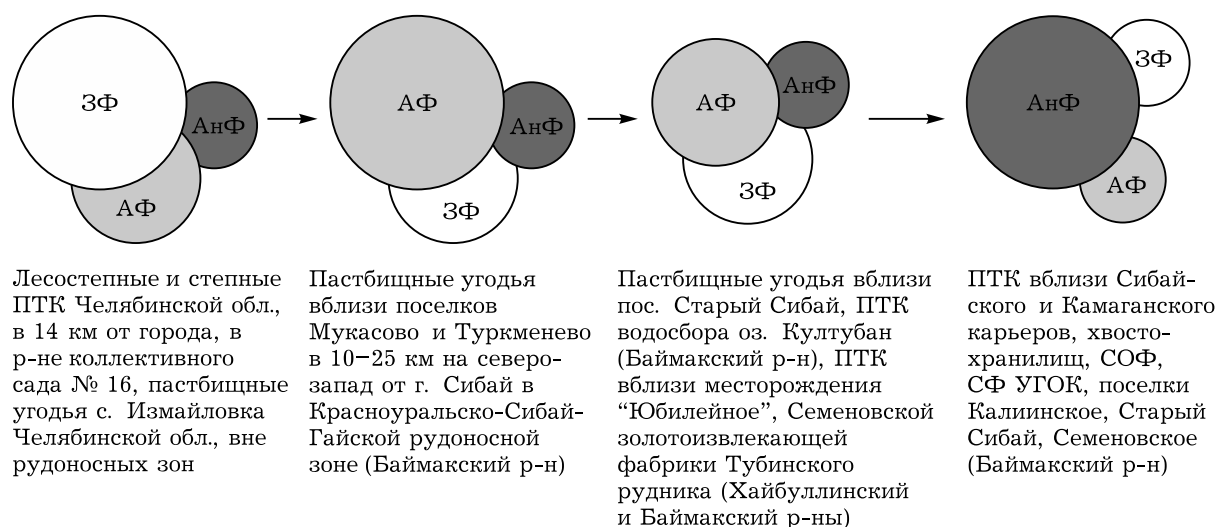 ЗФ
АнФ
АФ
АФ
АнФ
ЗФ
АФ
АнФ
ЗФ
АнФ
ЗФ
АФ
Лесостепные и степные
ПТК Челябинской обл.,
в 14 км от города, в
р-не коллективного
сада № 16, пастбищные
угодья с. Измайловка
Челябинской обл., вне
рудоносных зон
Пастбищные угодья
вблизи поселков
Мукасово и Туркменево
в 10−25 км на северо-
запад от г. Сибай в
Красноуральско-Сибай-
Гайской рудоносной
зоне (Баймакский р-н)
Пастбищные угодья вблизи
пос. Старый Сибай, ПТК
водосбора оз. Култубан
(Баймакский р-н), ПТК
вблизи месторождения
“Юбилейное”, Семеновской
золотоизвлекающей
фабрики Тубинского
рудника (Хайбуллинский
и Баймакский р-ны)
ПТК вблизи Сибай-
ского и Камаганского
карьеров, хвосто-
хранилищ, СОФ,
СФ УГОК, поселки
Калиинское, Старый
Сибай, Семеновское
(Баймакский р-н)